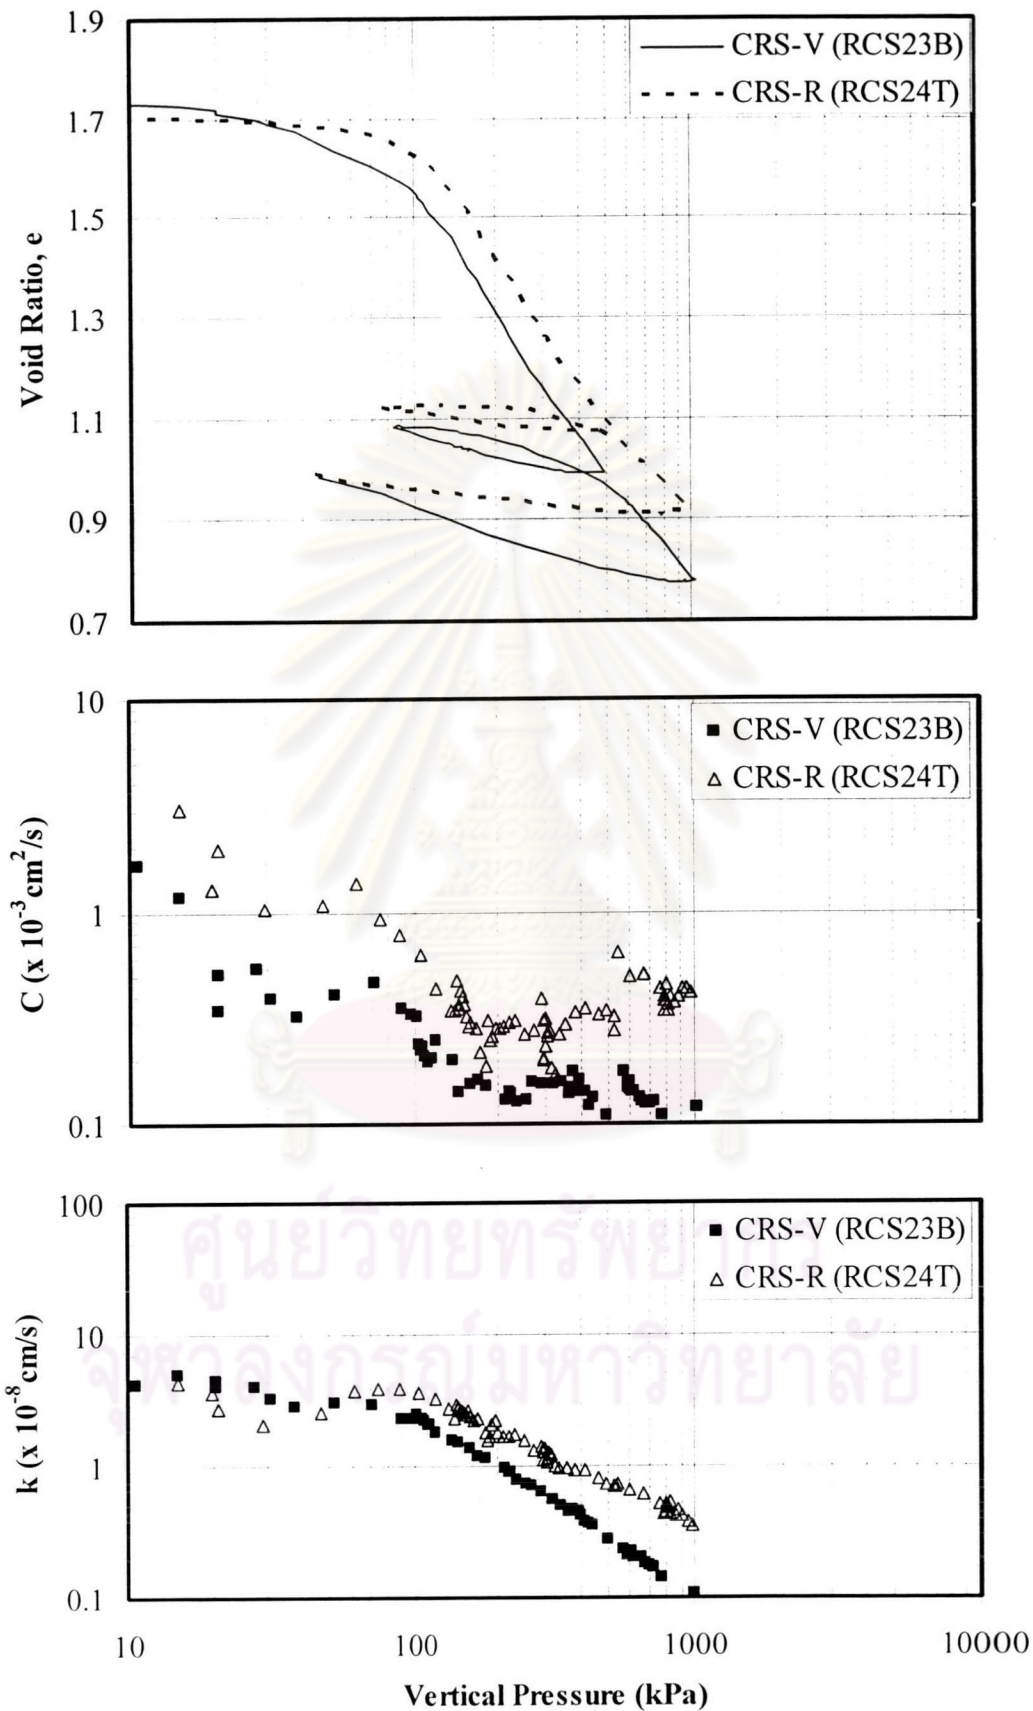 1.9
1.7
1.5
1.3
1.1
0.9
0.7
Void Ratio, e
CRS-V (RCS23B)
CRS-R (RCS24T)
10
1
0.1
C (x 10-3 cm2/s)
CRS-V (RCS23B)
CRS-R (RCS24T)
100
10
1
0.1
k (x 10-8 cm/s)
CRS-V (RCS23B)
CRS-R (RCS24T)
ศูนย์วิทยทรัพยากร
จุฬาลงกรณ์มหาวิทยาลัย
10
100
1000
10000
Vertical Pressure (kPa)